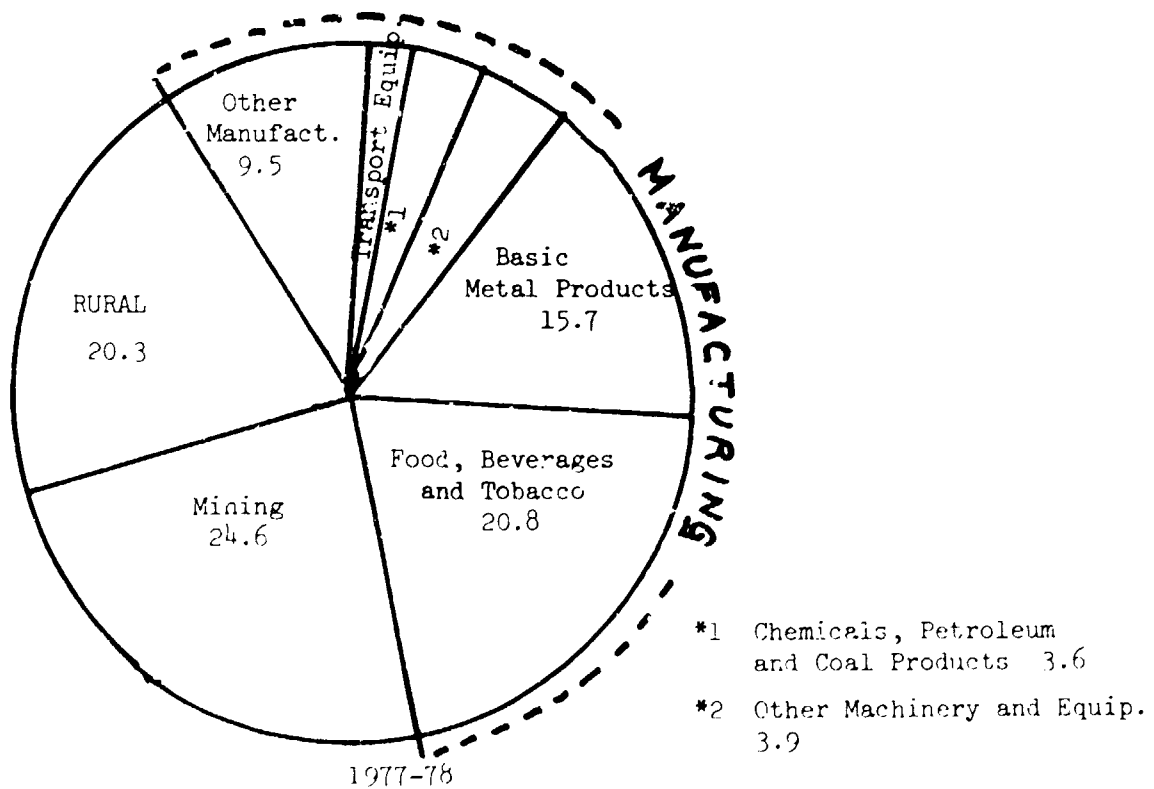 Other
Manufact.
9.5
Transport Equip.
*1
*2
Basic
Metal Products
15.7
MANUFACTURING
RURAL
20.3
Food, Beverages
and Tobacco
20.8
Mining
24.6
*1 Chemicals, Petroleum
and Coal Products 3.6
*2 Other Machinery and Equip.
3.9
1977-78